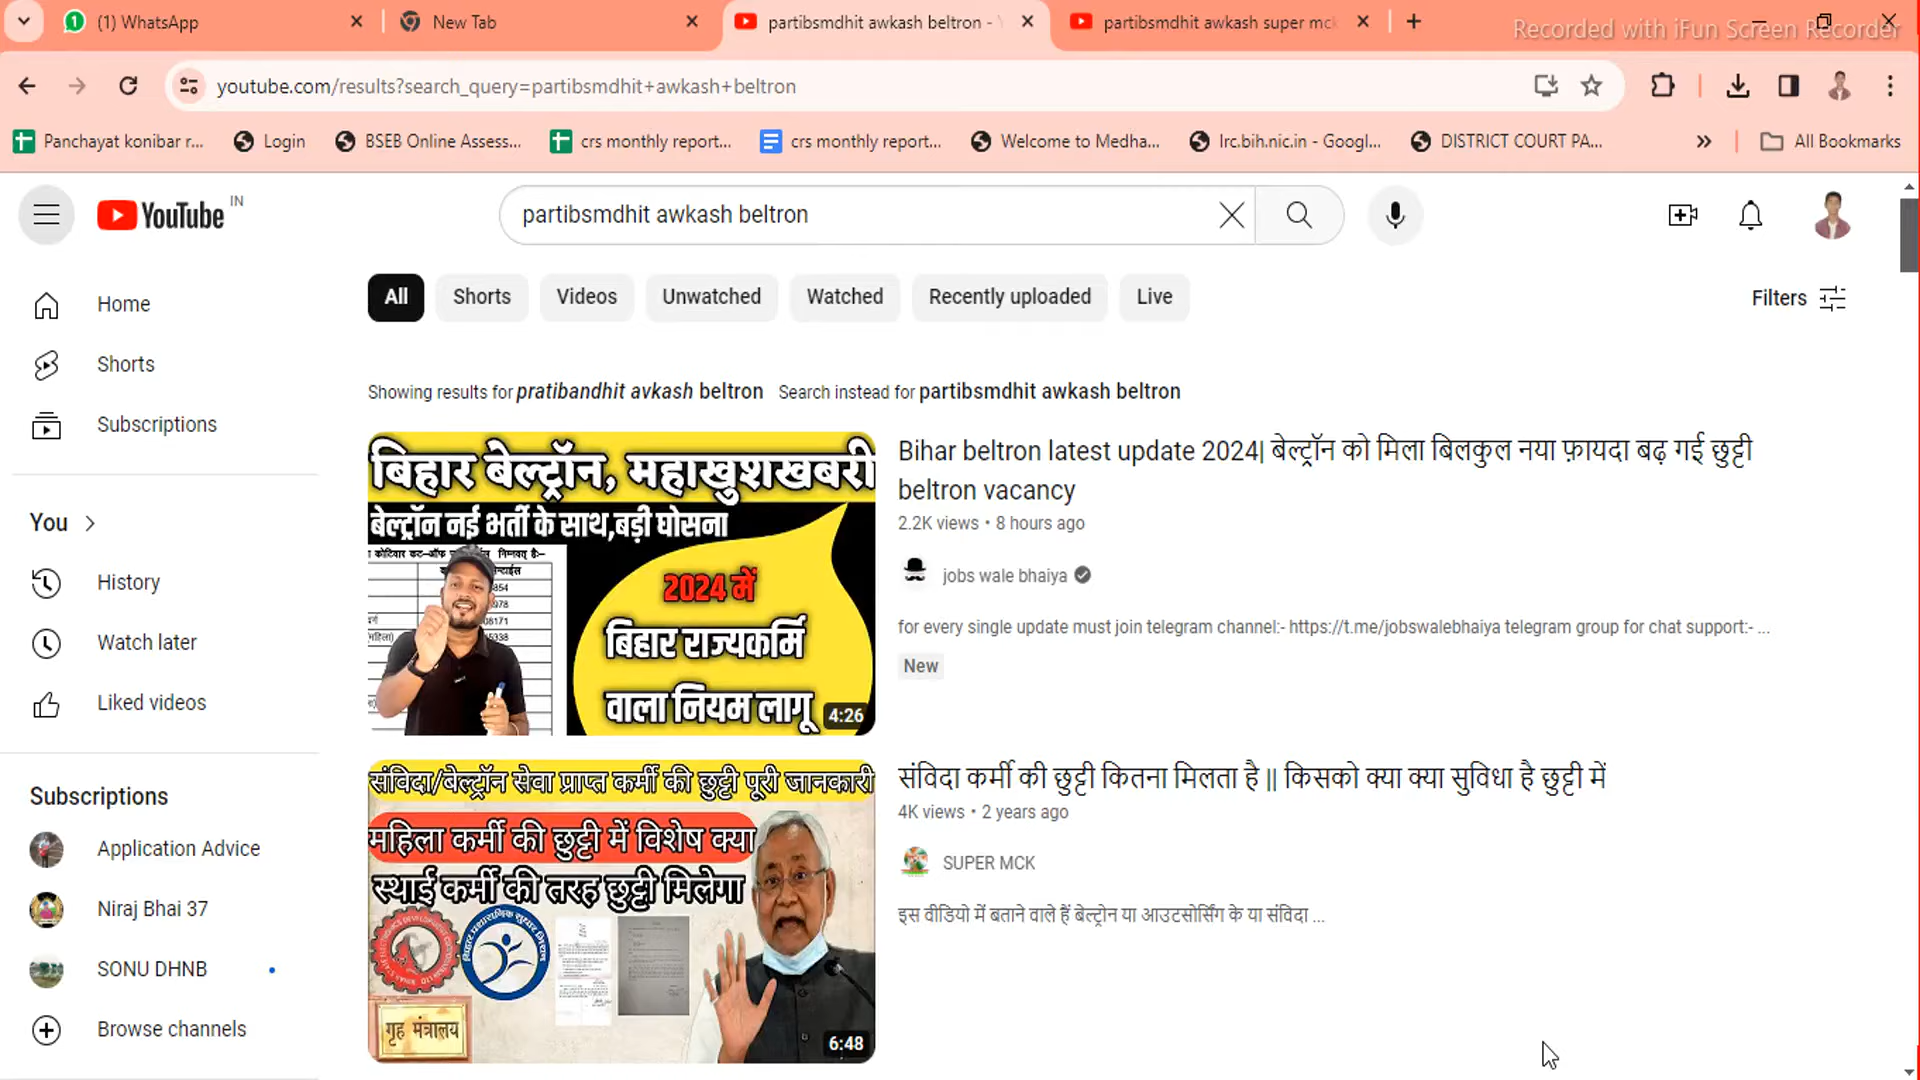 (1) WhatsApp
New Tab
partibsmdhit awkash beltron -
partibsmdhit awkash super mck
Recorded with iFun Screen Recorder
youtube.com/results?search_query=partibsmdhit+awkash+beltron
Panchayat konibar r...
Login
BSEB Online Assess...
crs monthly report...
crs monthly report...
Welcome to Medha...
lrc.bih.nic.in - Googl...
DISTRICT COURT PA...
All Bookmarks
YouTube IN
partibsmdhit awkash beltron
All
Shorts
Videos
Unwatched
Watched
Recently uploaded
Live
Filters
Home
Shorts
Subscriptions
You
History
Watch later
Liked videos
Subscriptions
Application Advice
Niraj Bhai 37
SONU DHNB
Browse channels
Showing results for pratibandhit avkash beltron Search instead for partibsmdhit awkash beltron
बिहार बेल्ट्रॉन, महाखुशखबरी
बेल्ट्रॉन नई भर्ती के साथ,बड़ी घोसना
2024 में
बिहार राज्यकर्मि
वाला नियम लागू
4:26
Bihar beltron latest update 2024| बेल्ट्रॉन को मिला बिलकुल नया फ़ायदा बढ़ गई छुट्टी
beltron vacancy
2.2K views • 8 hours ago
jobs wale bhaiya
for every single update must join telegram channel:- https://t.me/jobswalebhaiya telegram group for chat support:- ...
New
संविदा/बेल्ट्रॉन सेवा प्राप्त कर्मी की छुट्टी पूरी जानकारी
महिला कर्मी की छुट्टी में विशेष क्या
स्थाई कर्मी की तरह छुट्टी मिलेगा
गृह मंत्रालय
6:48
संविदा कर्मी की छुट्टी कितना मिलता है || किसको क्या क्या सुविधा है छुट्टी में
4K views • 2 years ago
SUPER MCK
इस वीडियो में बताने वाले हैं बेल्ट्रोन या आउटसोर्सिंग के या संविदा ...